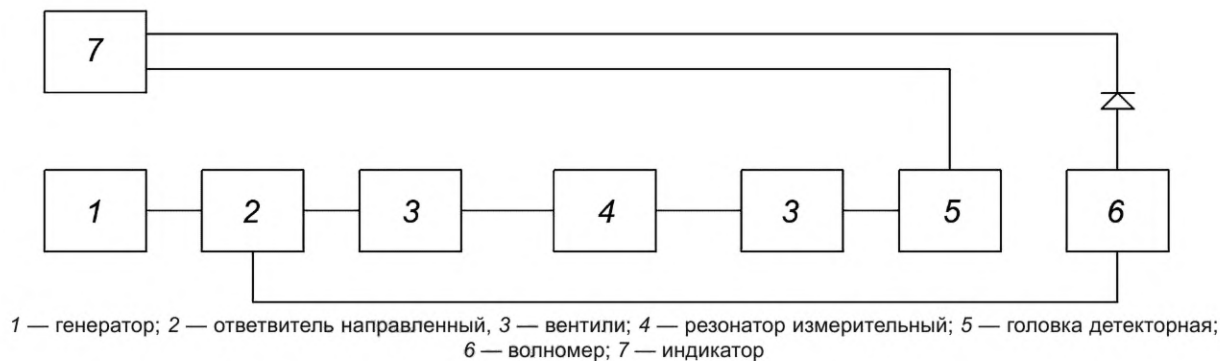 7
1 2 3 4 3 5 6
1 — генератор; 2 — ответвитель направленный, 3 — вентили; 4 — резонатор измерительный; 5 — головка детекторная;
6 — волномер; 7 — индикатор